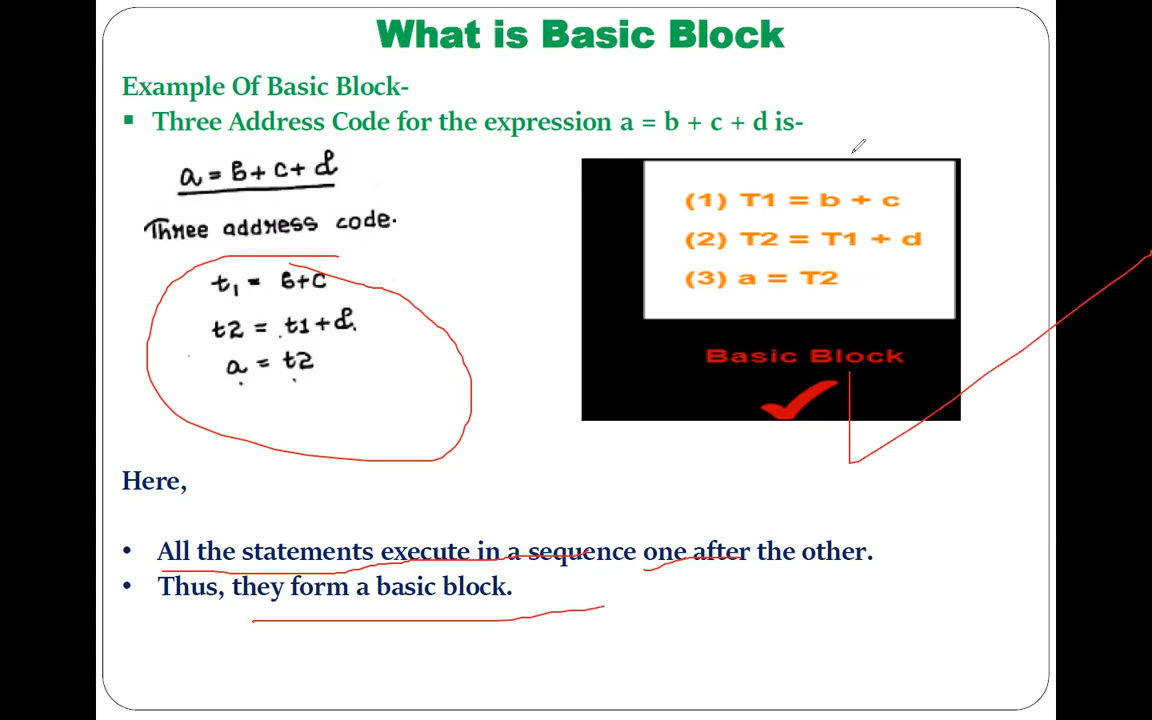 What is Basic Block
Example Of Basic Block-
▪ Three Address Code for the expression a = b + c + d is-
a = b + c + d
Three address code.
t1 = b+c
t2 = t1+d
a = t2
(1) T1 = b + c
(2) T2 = T1 + d
(3) a = T2
Basic Block
Here,
• All the statements execute in a sequence one after the other.
• Thus, they form a basic block.